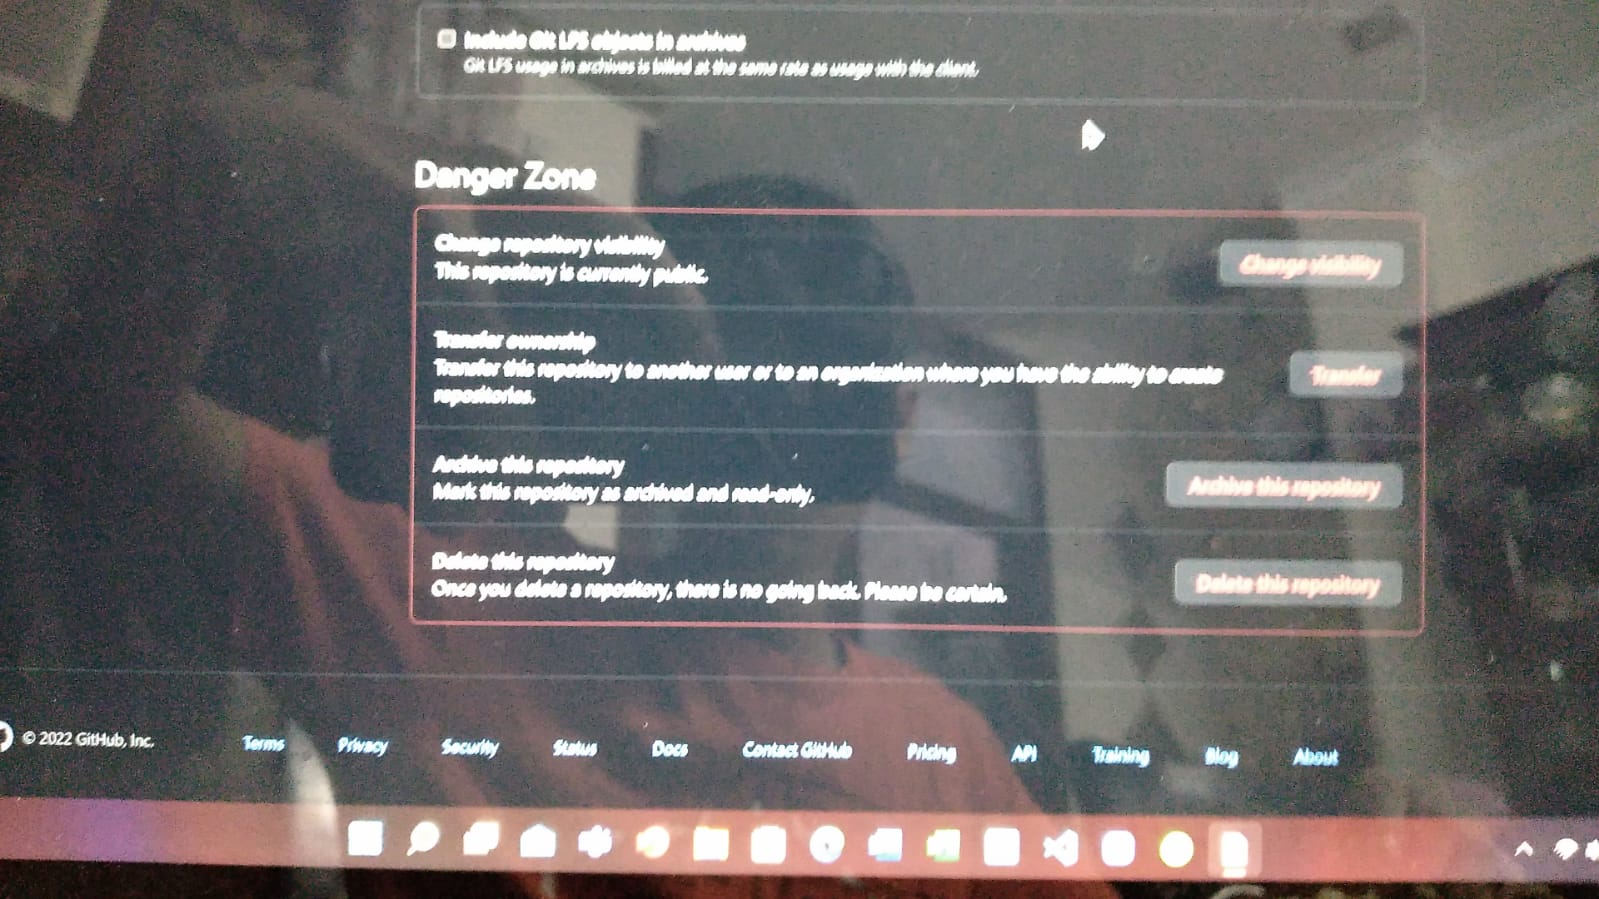 Include Git LFS objects in archives
Git LFS usage in archives is billed at the same rate as usage with the client.
Danger Zone
Change repository visibility
This repository is currently public.
Change visibility
Transfer ownership
Transfer this repository to another user or to an organization where you have the ability to create
repositories.
Transfer
Archive this repository
Mark this repository as archived and read-only.
Archive this repository
Delete this repository
Once you delete a repository, there is no going back. Please be certain.
Delete this repository
© 2022 GitHub, Inc.
Terms
Privacy
Security
Status
Docs
Contact GitHub
Pricing
API
Training
Blog
About